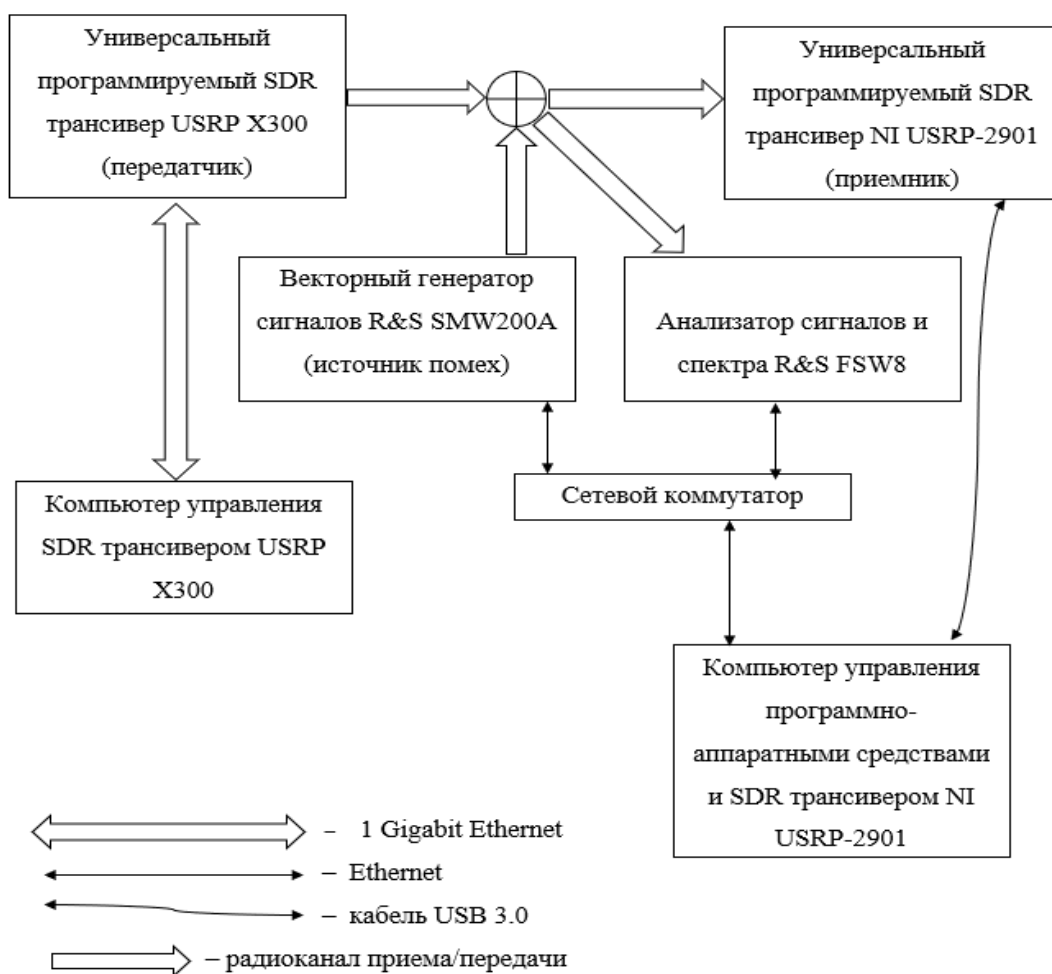 Универсальный
программируемый SDR
трансивер USRP X300
(передатчик)
Универсальный
программируемый SDR
трансивер NI USRP-2901
(приемник)
Векторный генератор
сигналов R&S SMW200A
(источник помех)
Анализатор сигналов и
спектра R&S FSW8
Компьютер управления
SDR трансивером USRP
X300
Сетевой коммутатор
Компьютер управления
программно-
аппаратными средствами
и SDR трансивером NI
USRP-2901
– 1 Gigabit Ethernet
– Ethernet
– кабель USB 3.0
– радиоканал приема/передачи